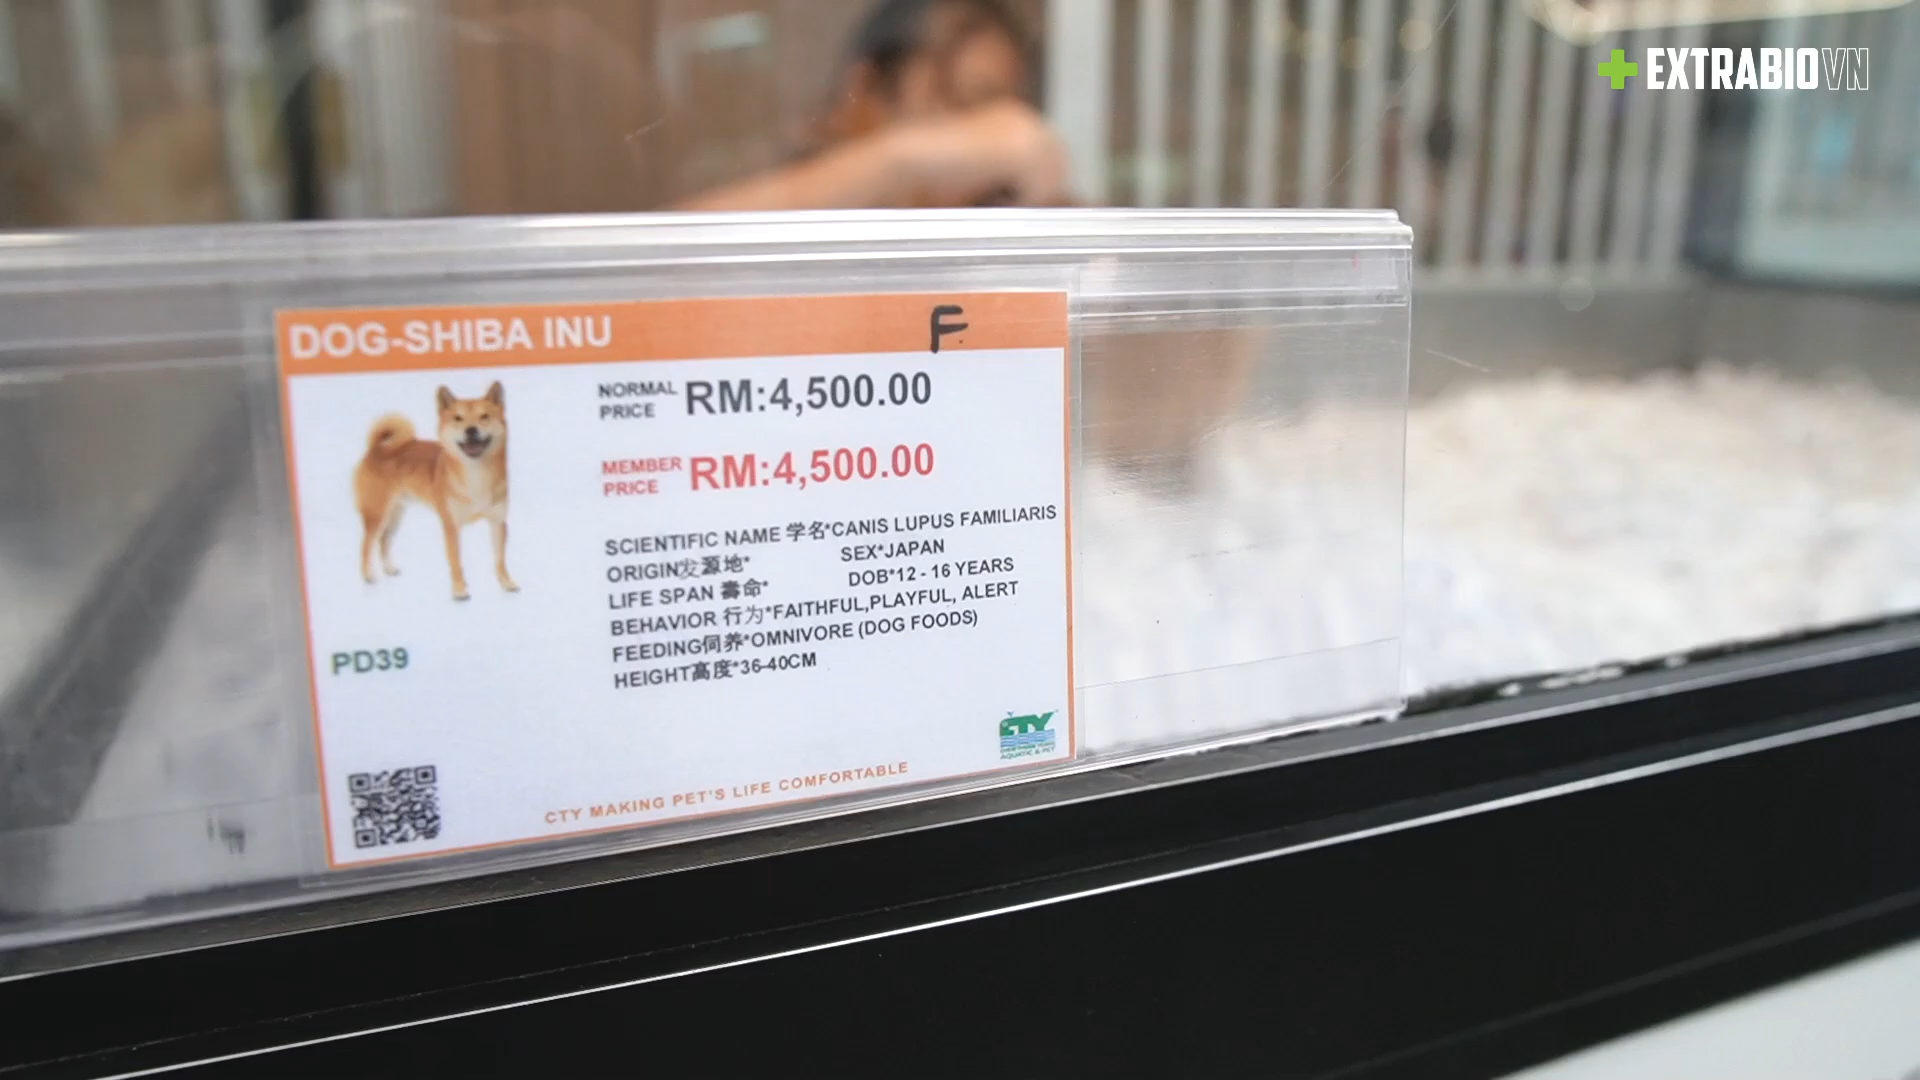 EXTRABIOVN
DOG-SHIBA INU F
NORMAL PRICE RM:4,500.00
MEMBER PRICE RM:4,500.00
SCIENTIFIC NAME 学名*CANIS LUPUS FAMILIARIS
ORIGIN发源地* SEX*JAPAN
LIFE SPAN 壽命* DOB*12 - 16 YEARS
BEHAVIOR 行为*FAITHFUL,PLAYFUL, ALERT
FEEDING伺养*OMNIVORE (DOG FOODS)
HEIGHT高度*36-40CM
PD39
CTY
AQUATIC & PET
CTY MAKING PET'S LIFE COMFORTABLE